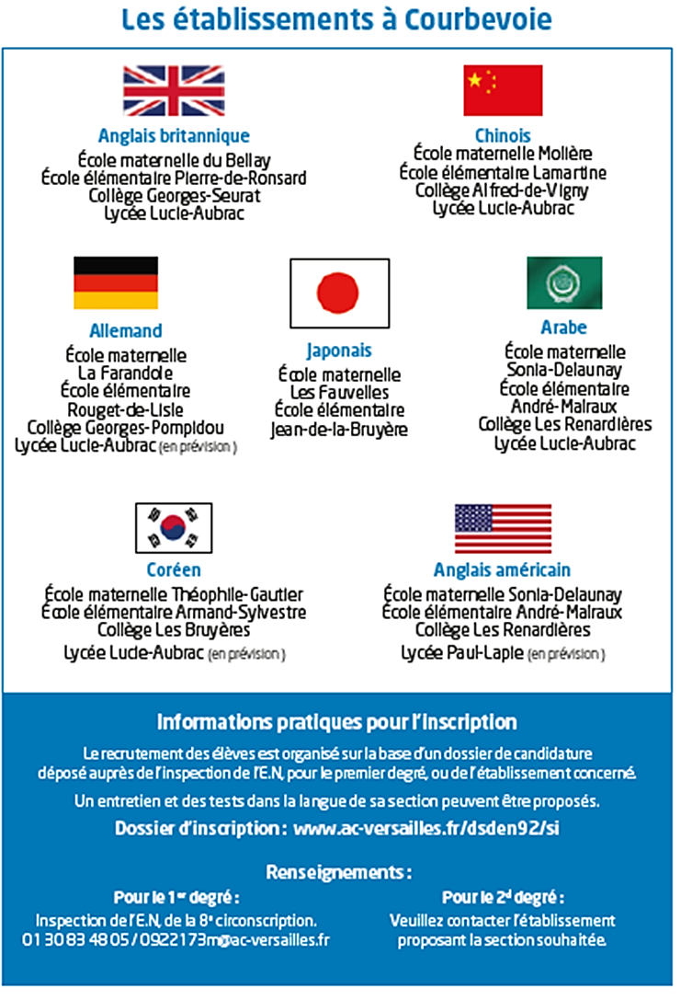 Les établissements à Courbevoie
Anglais britannique
École maternelle du Bellay
École élémentaire Pierre-de-Ronsard
Collège Georges-Seurat
Lycée Lucie-Aubrac
Chinois
École maternelle Molière
École élémentaire Lamartine
Collège Alfred-de-Vigny
Lycée Lucie-Aubrac
Allemand
École maternelle
La Farandole
École élémentaire
Rouget-de-Lisle
Collège Georges-Pompidou
Lycée Lucie-Aubrac (en prévision )
Japonais
École maternelle
Les Fauvelles
École élémentaire
Jean-de-la-Bruyère
Arabe
École maternelle
Sonia-Delaunay
École élémentaire
André-Malraux
Collège Les Renardières
Lycée Lucie-Aubrac
Coréen
École maternelle Théophile-Gautier
École élémentaire Armand-Sylvestre
Collège Les Bruyères
Lycée Lucie-Aubrac (en prévision )
Anglais américain
École maternelle Sonia-Delaunay
École élémentaire André-Malraux
Collège Les Renardières
Lycée Paul-Lapie (en prévision )
Informations pratiques pour l'inscription
Le recrutement des élèves est organisé sur la base d'un dossier de candidature
déposé auprès de l'inspection de l'E.N, pour le premier degré, ou de l'établissement concerné.
Un entretien et des tests dans la langue de sa section peuvent être proposés.
Dossier d'inscription : www.ac-versailles.fr/dsden92/si
Renseignements :
Pour le 1er degré :
Inspection de l'E.N, de la 8e circonscription.
01 30 83 48 05 / 0922173m@ac-versailles.fr
Pour le 2d degré :
Veuillez contacter l'établissement
proposant la section souhaitée.